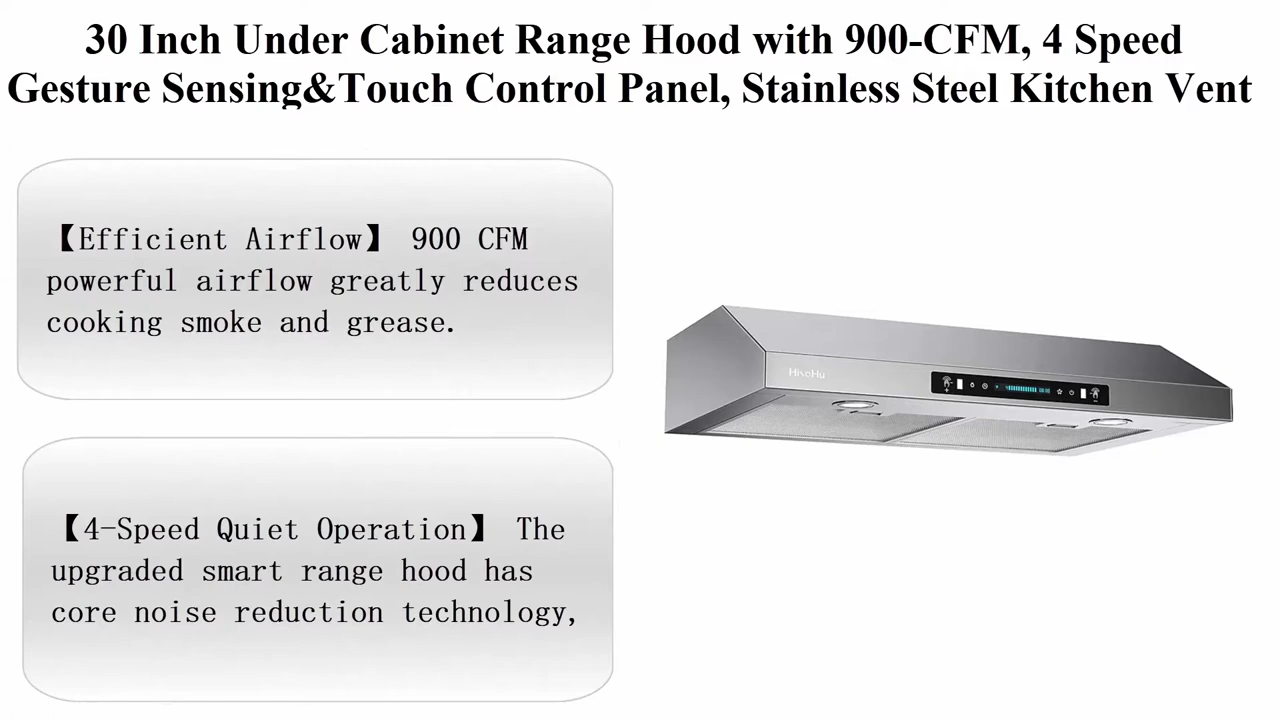 30 Inch Under Cabinet Range Hood with 900-CFM, 4 Speed
Gesture Sensing&Touch Control Panel, Stainless Steel Kitchen Vent
【Efficient Airflow】 900 CFM
powerful airflow greatly reduces
cooking smoke and grease.
HisoHu
【4-Speed Quiet Operation】 The
upgraded smart range hood has
core noise reduction technology,